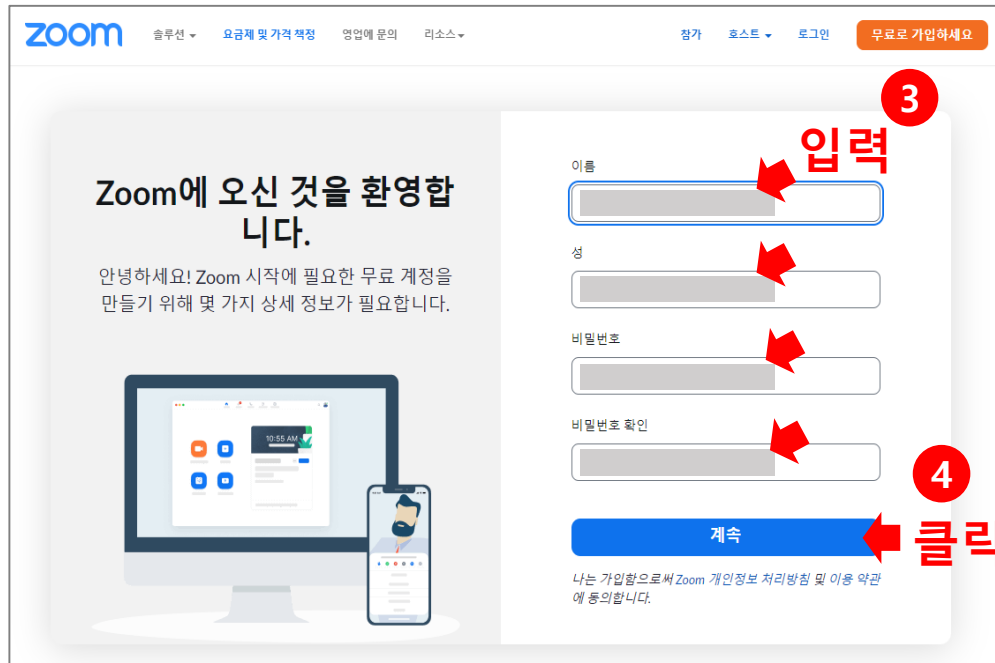 zoom 솔루션 요금제 및 가격 책정 영업에 문의 리소스 참가 호스트 로그인 무료로 가입하세요
3
입력
Zoom에 오신 것을 환영합
니다.
안녕하세요! Zoom 시작에 필요한 무료 계정을
만들기 위해 몇 가지 상세 정보가 필요합니다.
10:55 AM
이름
성
비밀번호
비밀번호 확인
4
계속
클릭
나는 가입함으로써 Zoom 개인정보 처리방침 및 이용 약관
에 동의합니다.